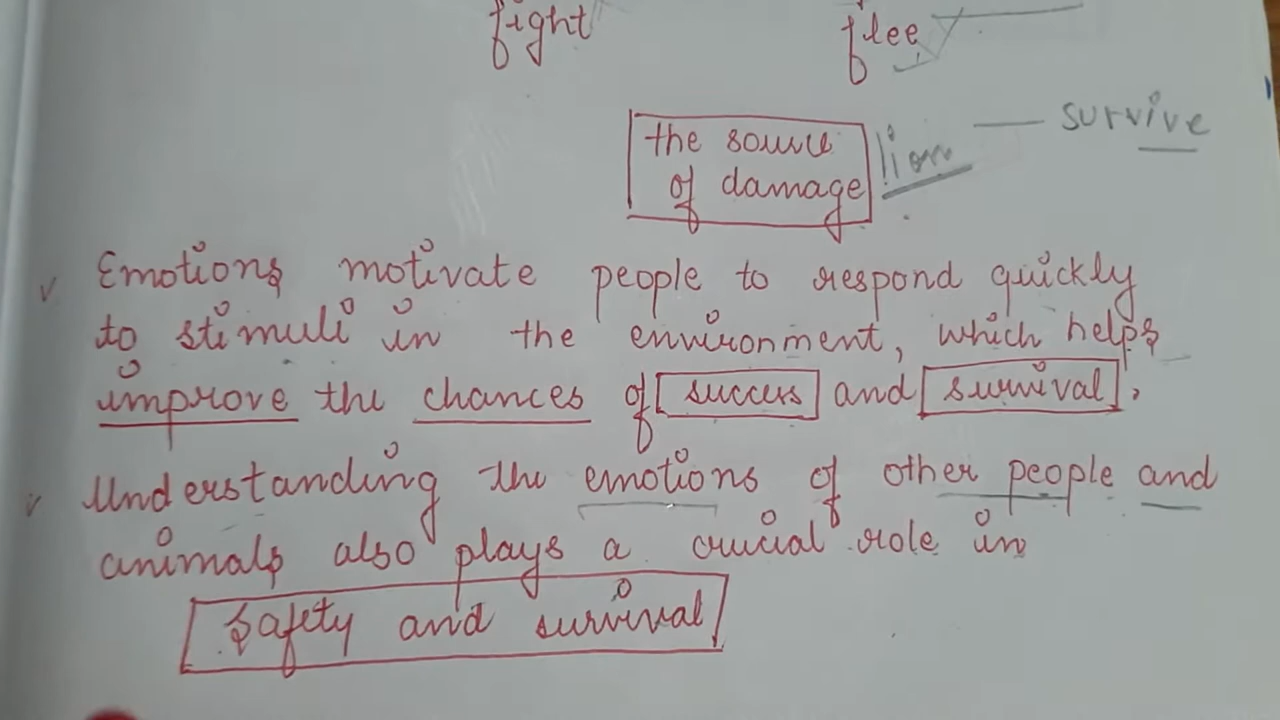 fight flee
the source
of damage lion — survive
Emotions motivate people to respond quickly
to stimuli in the environment, which helps
improve the chances of success and survival.
Understanding the emotions of other people and
animals also plays a crucial role in
Safety and survival